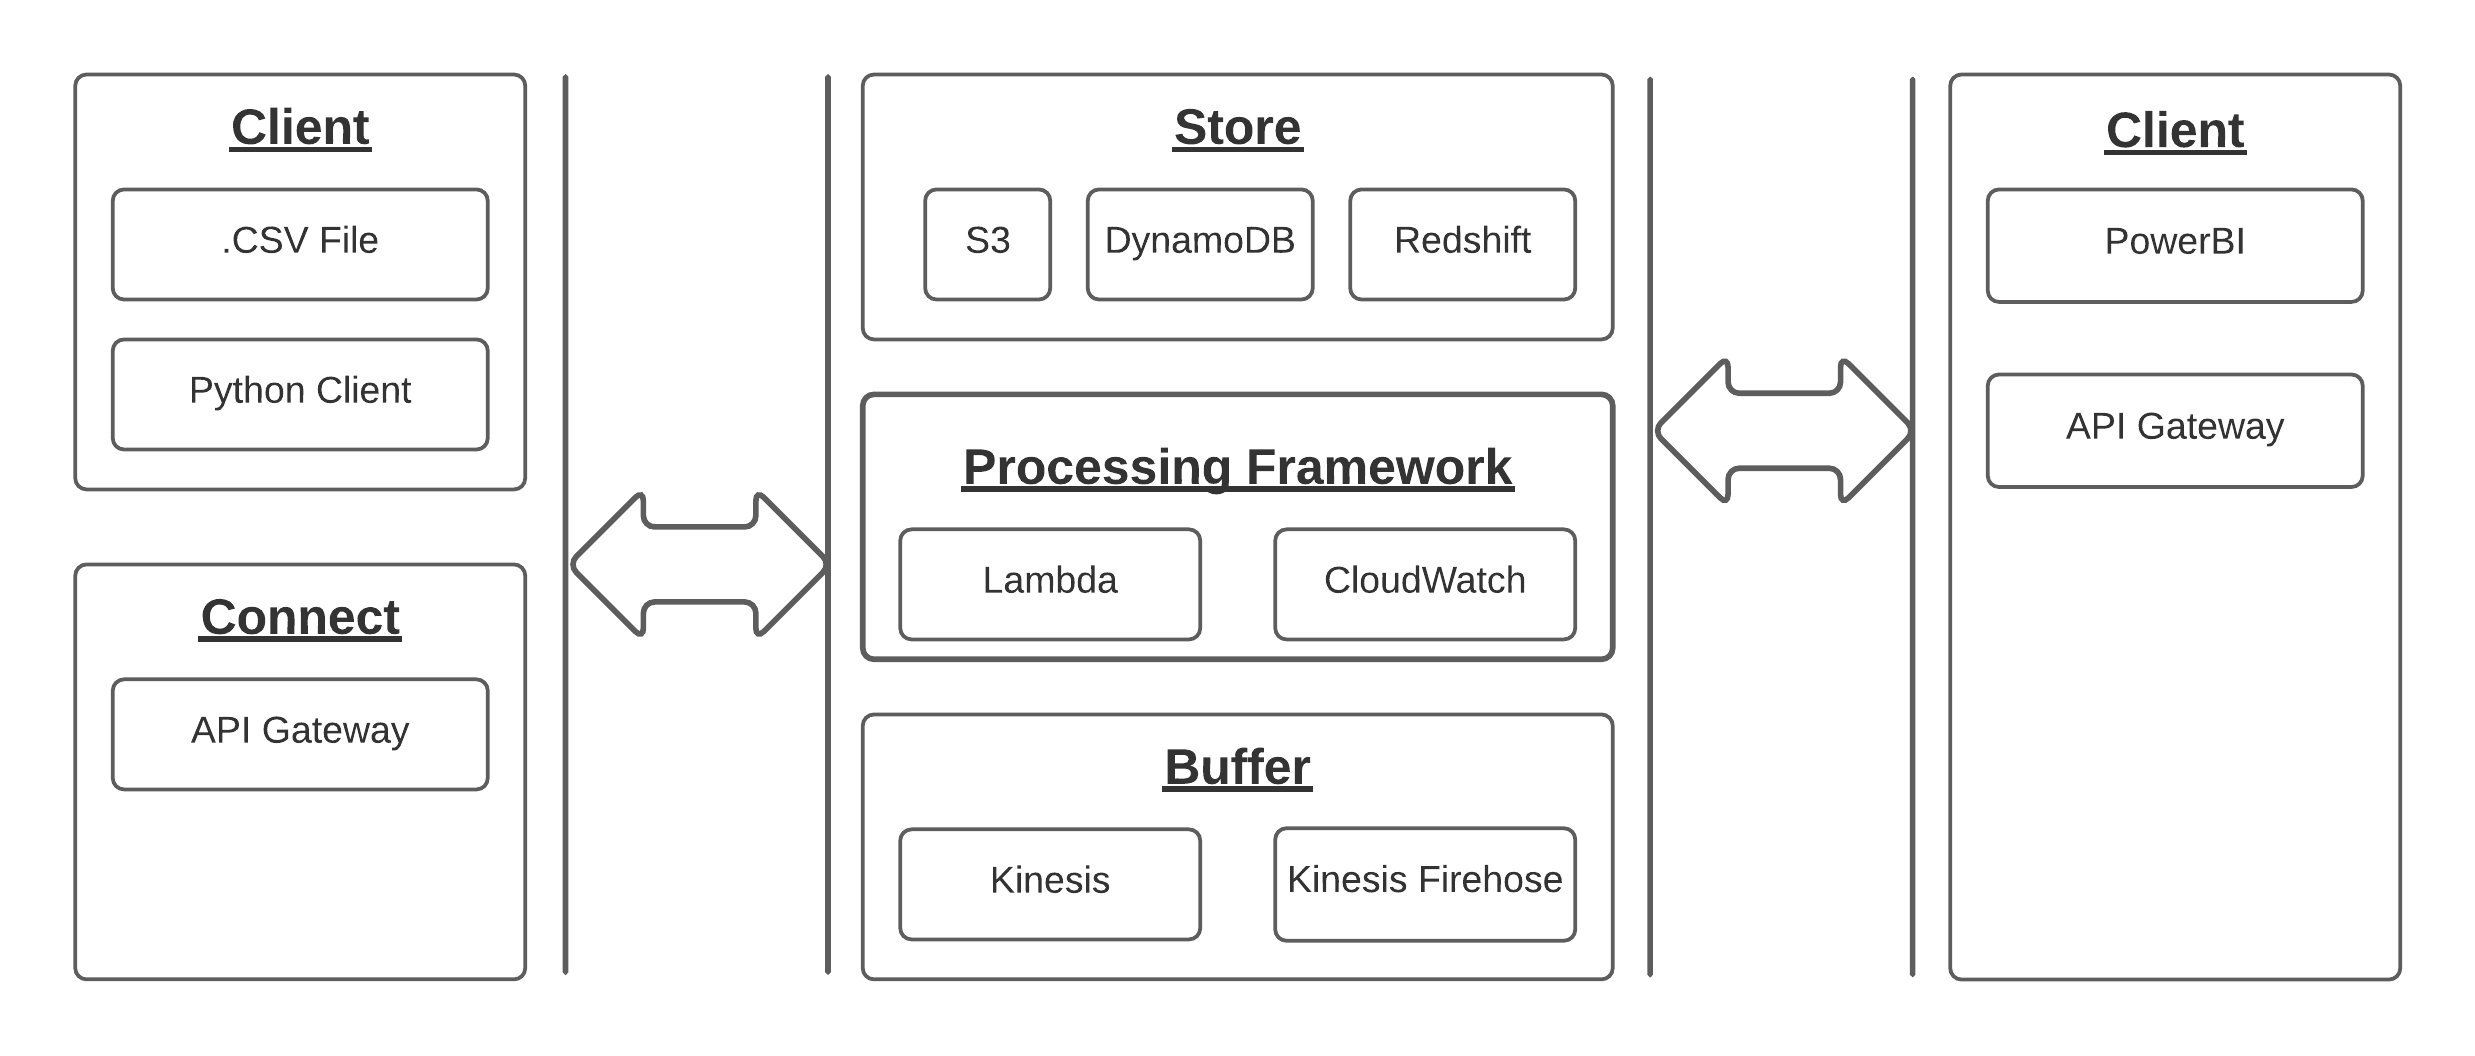 Client
.CSV File
Python Client
Connect
API Gateway
Store
S3
DynamoDB
Redshift
Processing Framework
Lambda
CloudWatch
Buffer
Kinesis
Kinesis Firehose
Client
PowerBI
API Gateway